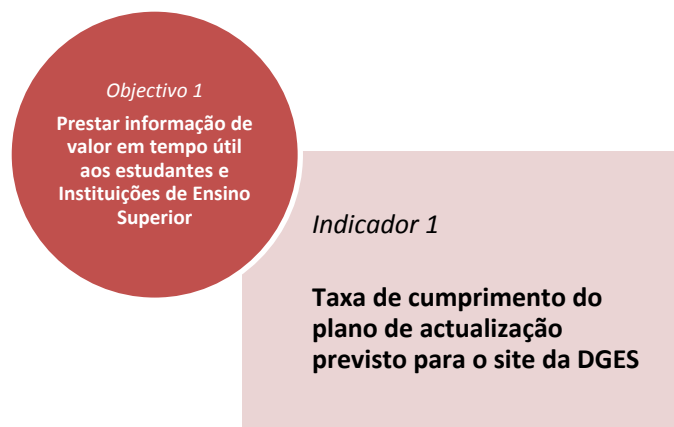 Objectivo 1
Prestar informação de
valor em tempo útil
aos estudantes e
Instituições de Ensino
Superior
Indicador 1
Taxa de cumprimento do
plano de actualização
previsto para o site da DGES